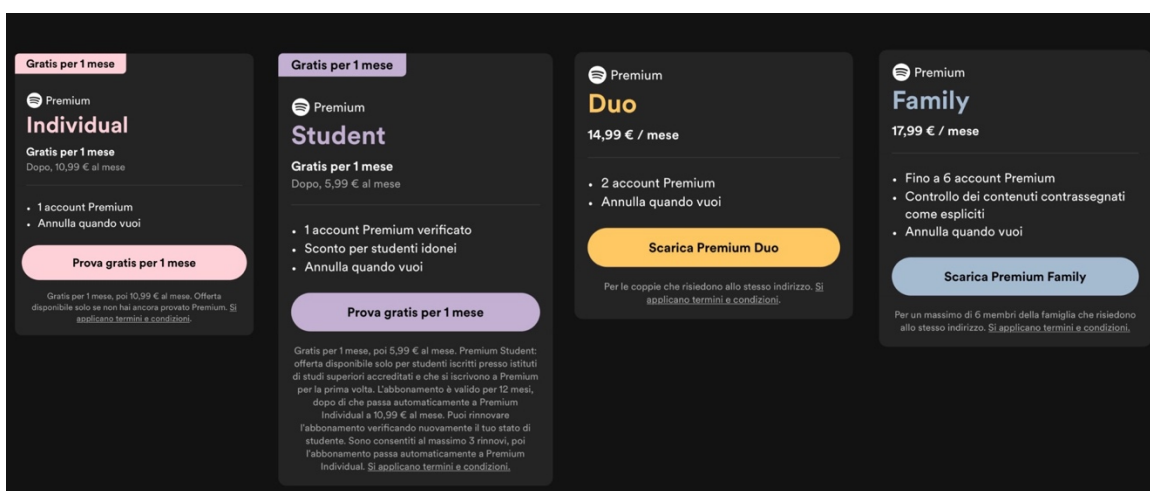 Gratis per 1 mese
Premium
Individual
Gratis per 1 mese
Dopo, 10,99 € al mese
• 1 account Premium
• Annulla quando vuoi
Prova gratis per 1 mese
Gratis per 1 mese, poi 10,99 € al mese. Offerta
disponibile solo se non hai ancora provato Premium. Si
applicano termini e condizioni.
Gratis per 1 mese
Premium
Student
Gratis per 1 mese
Dopo, 5,99 € al mese
• 1 account Premium verificato
• Sconto per studenti idonei
• Annulla quando vuoi
Prova gratis per 1 mese
Gratis per 1 mese, poi 5,99 € al mese. Premium Student:
offerta disponibile solo per studenti iscritti presso istituti
di studi superiori accreditati e che si iscrivono a Premium
per la prima volta. L'abbonamento è valido per 12 mesi,
dopo di che passa automaticamente a Premium
Individual a 10,99 € al mese. Puoi rinnovare
l'abbonamento verificando nuovamente il tuo stato di
studente. Sono consentiti al massimo 3 rinnovi, poi
l'abbonamento passa automaticamente a Premium
Individual. Si applicano termini e condizioni.
Premium
Duo
14,99 € / mese
• 2 account Premium
• Annulla quando vuoi
Scarica Premium Duo
Per le coppie che risiedono allo stesso indirizzo. Si
applicano termini e condizioni.
Premium
Family
17,99 € / mese
• Fino a 6 account Premium
• Controllo dei contenuti contrassegnati
come espliciti
• Annulla quando vuoi
Scarica Premium Family
Per un massimo di 6 membri della famiglia che risiedono
allo stesso indirizzo. Si applicano termini e condizioni.